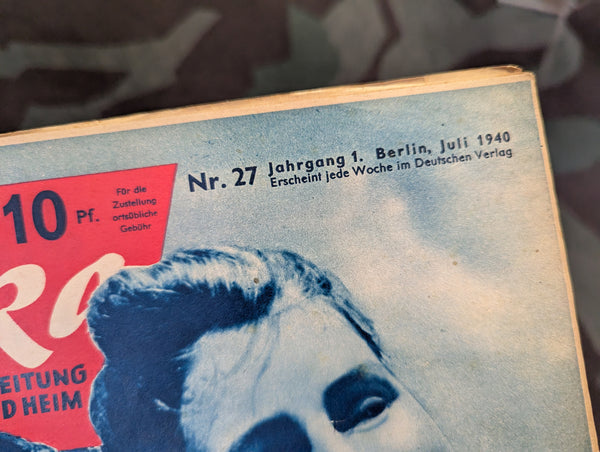 Nr. 27 Jahrgang 1. Berlin, Juli 1940
Erscheint jede Woche im Deutschen Verlag
10 Pf.
Für die
Zustellung
ortsübliche
Gebühr
ka
EITUNG
D HEIM